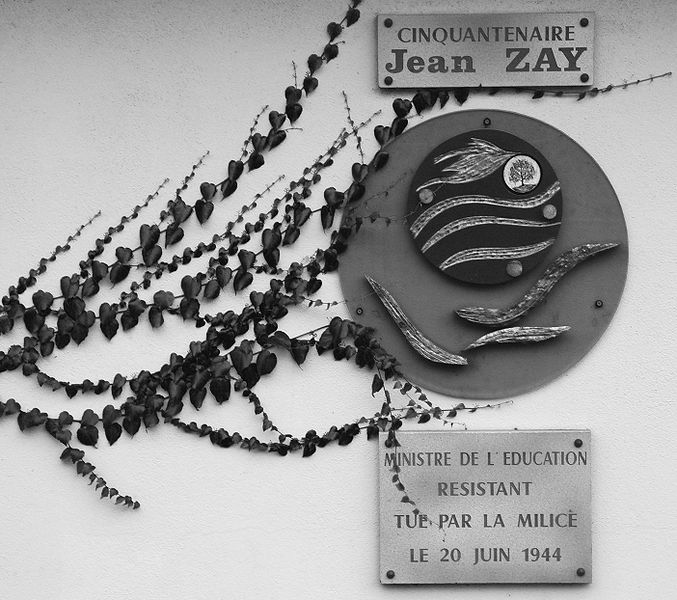 CINQUANTENAIRE
Jean ZAY
MINISTRE DE L'EDUCATION
RESISTANT
TUE PAR LA MILICE
LE 20 JUIN 1944